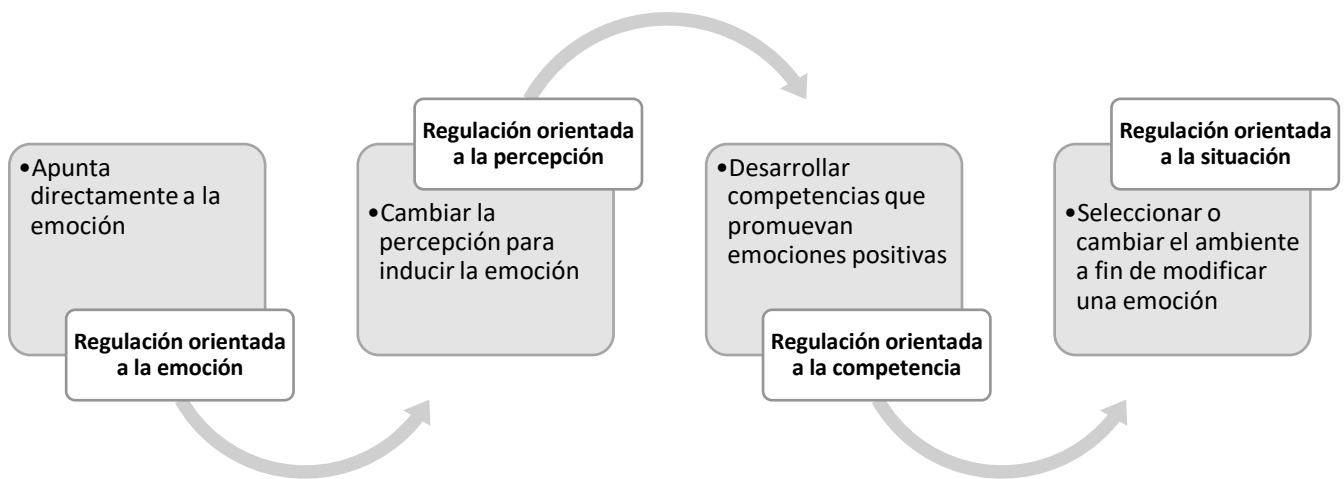 •Apunta
directamente a la
emoción
Regulación orientada
a la emoción
Regulación orientada
a la percepción
•Cambiar la
percepción para
inducir la emoción
•Desarrollar
competencias que
promuevan
emociones positivas
Regulación orientada
a la competencia
Regulación orientada
a la situación
•Seleccionar o
cambiar el ambiente
a fin de modificar
una emoción